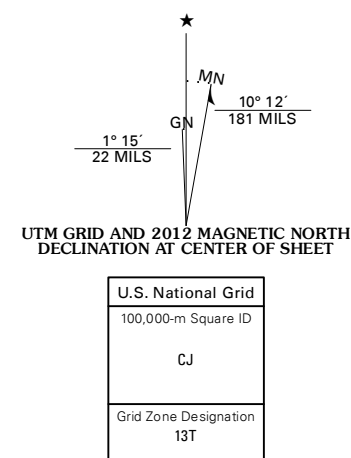 ★
MN
GN
10° 12´
181 MILS
1° 15´
22 MILS
UTM GRID AND 2012 MAGNETIC NORTH
DECLINATION AT CENTER OF SHEET
U.S. National Grid
100,000-m Square ID
CJ
Grid Zone Designation
13T